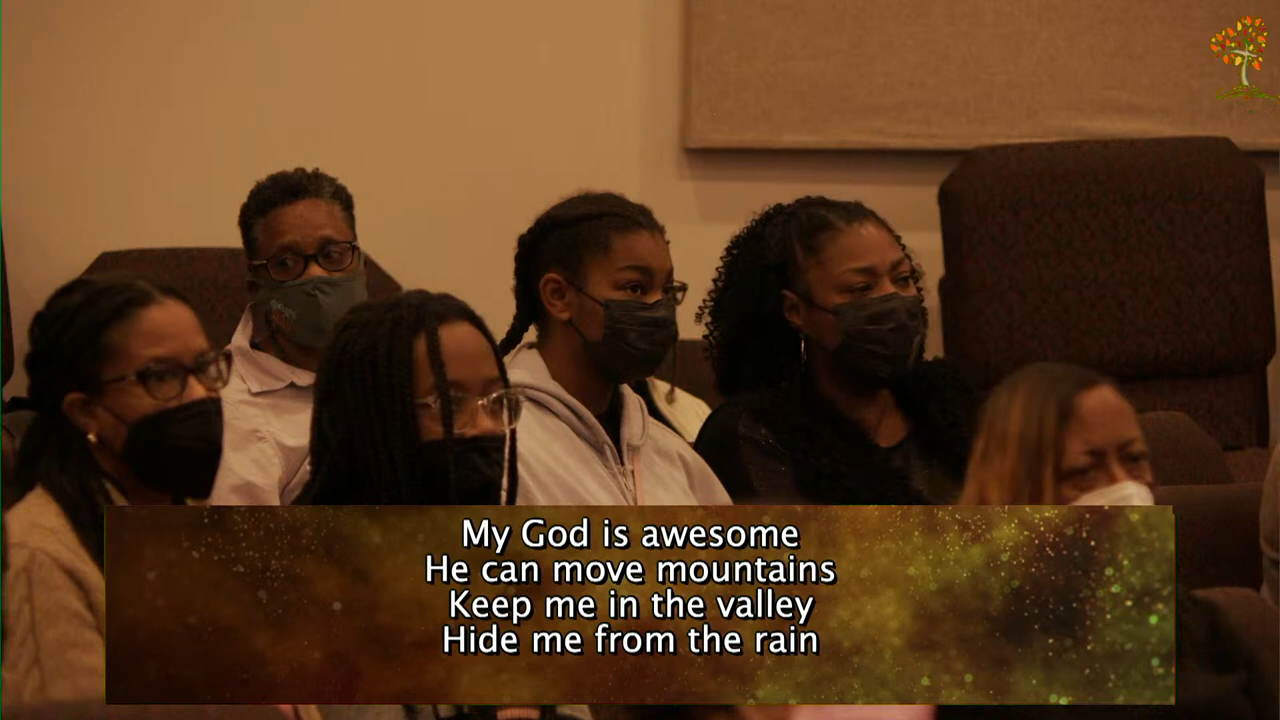 My God is awesome
He can move mountains
Keep me in the valley
Hide me from the rain